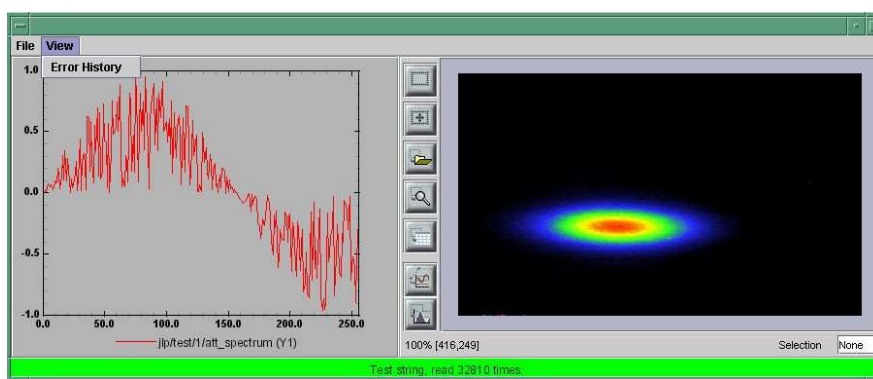 File View
Error History
1.0
0.5
0.0
-0.5
-1.0
0.0 50.0 100.0 150.0 200.0 250.0
jlp/test/1/att_spectrum (Y1)
100% [416,249]
Selection None
Test string, read 32810 times.